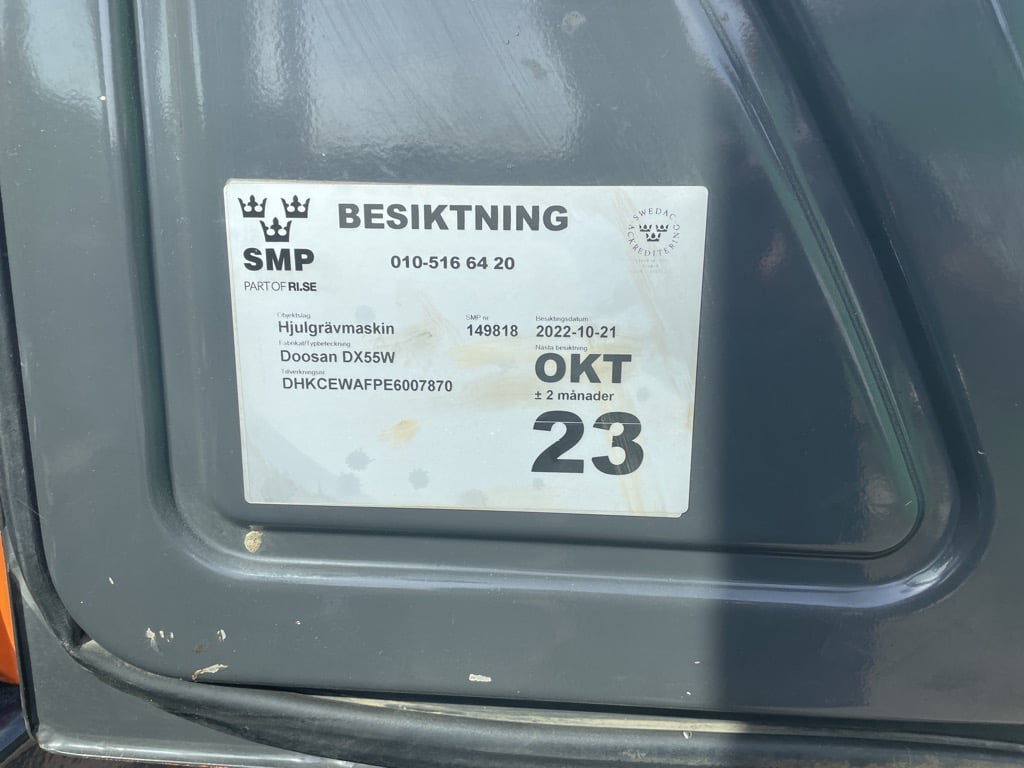 BESIKTNING
SMP
PART OF RI.SE
010-516 64 20
SWEDAC
ACKREDITERING
Objektslag
Hjulgrävmaskin
SMP nr
149818
Besiktningsdatum
2022-10-21
Fabrikat/Typbeteckning
Doosan DX55W
Nästa besiktning
OKT
± 2 månader
23
Tillverkningsnr
DHKCEWAFPE6007870